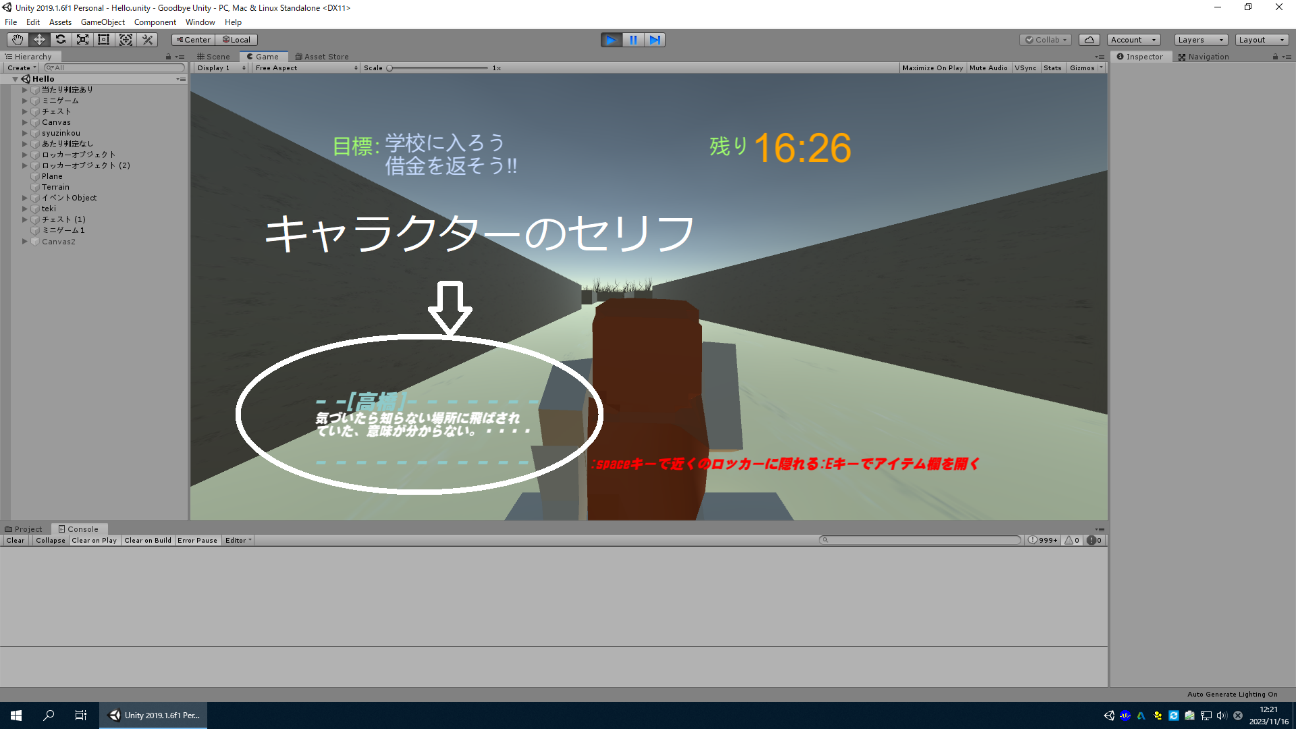 Unity 2019.1.6f1 Personal - Hello.unity - Goodbye Unity - PC, Mac & Linux Standalone <DX11>
File Edit Assets GameObject Component Window Help
Center Local Collab Account Layers Layout
Hierarchy Scene Game Asset Store Inspector Navigation
Create All Display 1 Free Aspect Scale 1x Maximize On Play Mute Audio VSync Stats Gizmos
Hello
当たり判定あり
ミニゲーム
チェスト
Canvas
syuzinkou
あたり判定なし
ロッカーオブジェクト
ロッカーオブジェクト (2)
Plane
Terrain
イベントObject
teki
チェスト (1)
ミニゲーム1
Canvas2
目標: 学校に入ろう
借金を返そう!!
残り 16:26
キャラクターのセリフ
- -[高橋]- - - - - - -
気づいたら知らない場所に飛ばされ
ていた、意味が分からない。・・・・
- - - - - - - - - - -
:spaceキーで近くのロッカーに隠れる:Eキーでアイテム欄を開く
Project Console
Clear Collapse Clear on Play Clear on Build Error Pause Editor 999+ 0 0
Auto Generate Lighting On
Unity 2019.1.6f1 Per...
12:21
2023/11/16